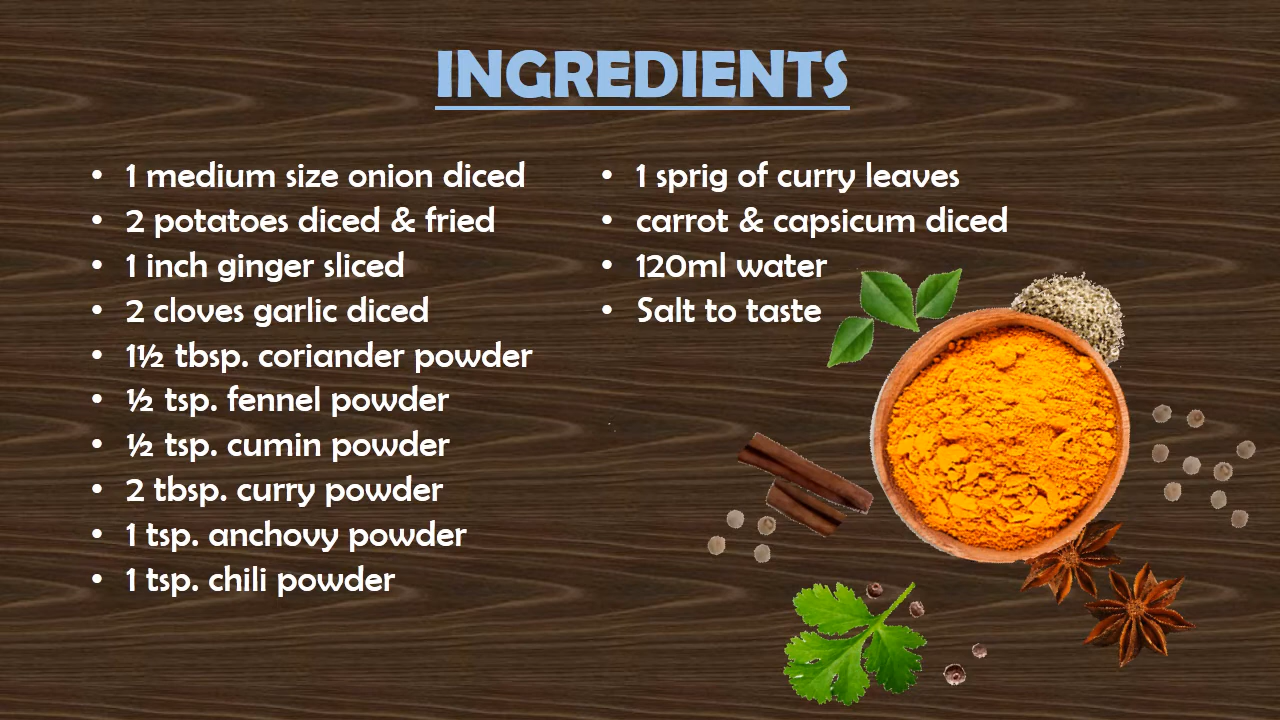 INGREDIENTS
• 1 medium size onion diced
• 2 potatoes diced & fried
• 1 inch ginger sliced
• 2 cloves garlic diced
• 1½ tbsp. coriander powder
• ½ tsp. fennel powder
• ½ tsp. cumin powder
• 2 tbsp. curry powder
• 1 tsp. anchovy powder
• 1 tsp. chili powder
• 1 sprig of curry leaves
• carrot & capsicum diced
• 120ml water
• Salt to taste